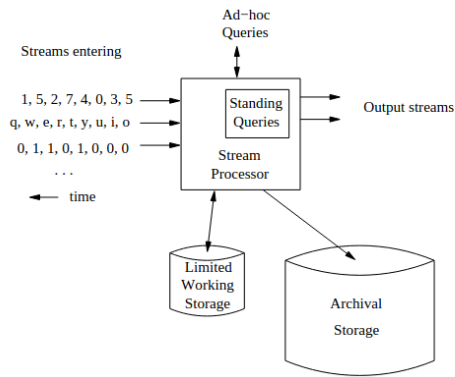 Ad-hoc
Queries
Streams entering
1, 5, 2, 7, 4, 0, 3, 5
q, w, e, r, t, y, u, i, o
0, 1, 1, 0, 1, 0, 0, 0
. . .
time
Standing
Queries
Stream
Processor
Output streams
Limited
Working
Storage
Archival
Storage